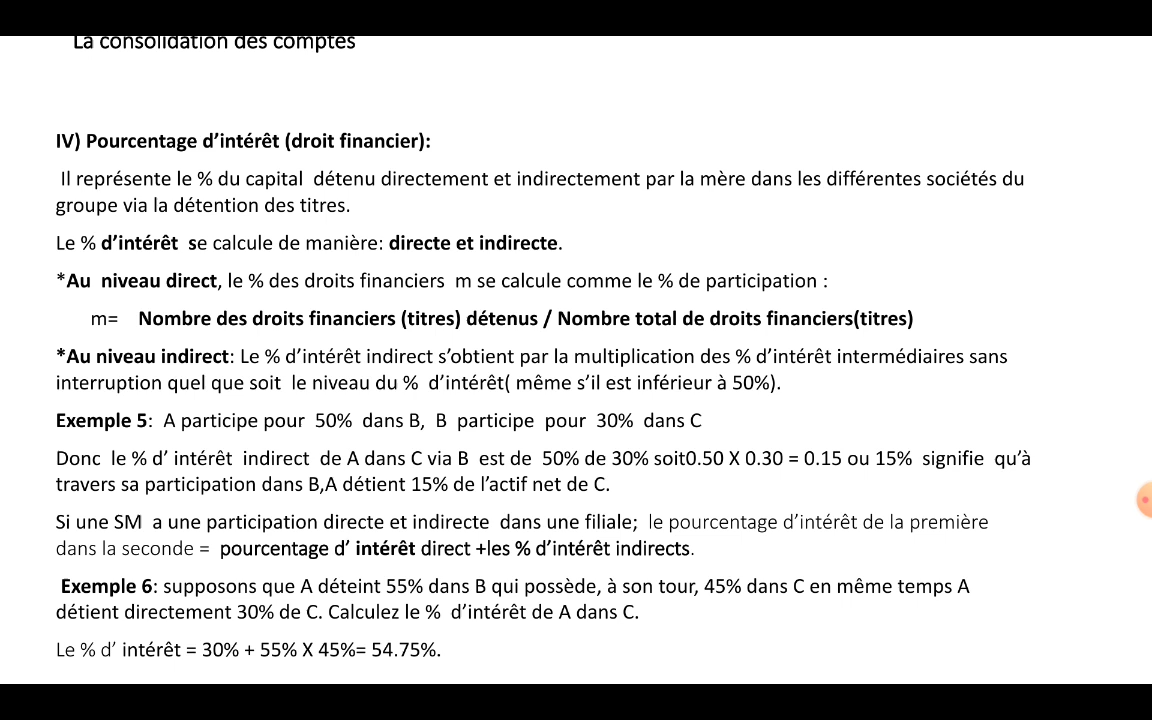 La consolidation des comptes
IV) Pourcentage d’intérêt (droit financier):
Il représente le % du capital détenu directement et indirectement par la mère dans les différentes sociétés du
groupe via la détention des titres.
Le % d’intérêt se calcule de manière: directe et indirecte.
*Au niveau direct, le % des droits financiers m se calcule comme le % de participation :
m= Nombre des droits financiers (titres) détenus / Nombre total de droits financiers(titres)
*Au niveau indirect: Le % d’intérêt indirect s’obtient par la multiplication des % d’intérêt intermédiaires sans
interruption quel que soit le niveau du % d’intérêt( même s’il est inférieur à 50%).
Exemple 5: A participe pour 50% dans B, B participe pour 30% dans C
Donc le % d’ intérêt indirect de A dans C via B est de 50% de 30% soit0.50 X 0.30 = 0.15 ou 15% signifie qu’à
travers sa participation dans B,A détient 15% de l’actif net de C.
Si une SM a une participation directe et indirecte dans une filiale; le pourcentage d’intérêt de la première
dans la seconde = pourcentage d’ intérêt direct +les % d’intérêt indirects.
Exemple 6: supposons que A déteint 55% dans B qui possède, à son tour, 45% dans C en même temps A
détient directement 30% de C. Calculez le % d’intérêt de A dans C.
Le % d’ intérêt = 30% + 55% X 45%= 54.75%.